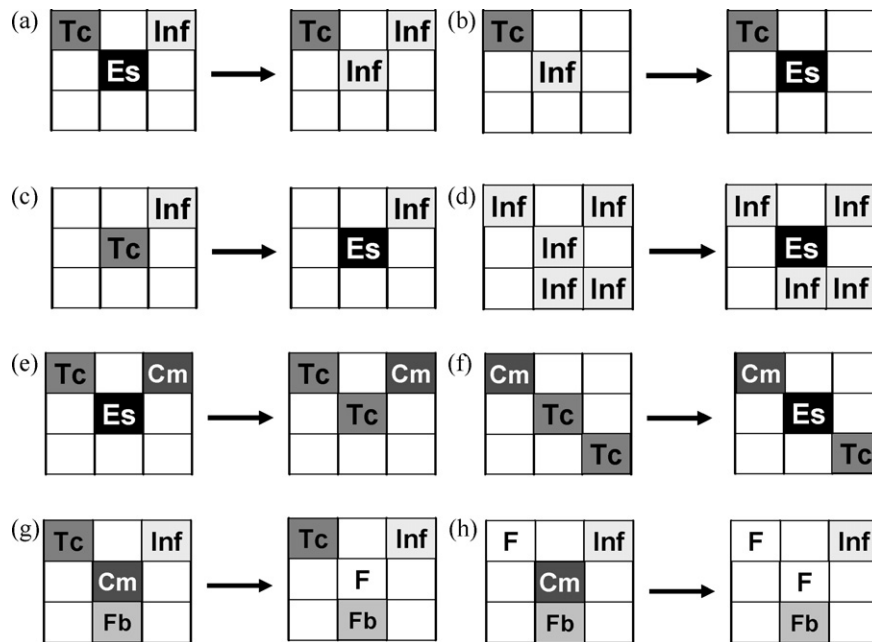 (a) Tc Inf Tc Inf (b) Tc Tc
Es Inf Inf Es
(c) Inf Inf (d) Inf Inf Inf Inf
Tc Es Inf Es
Inf Inf Inf Inf
(e) Tc Cm Tc Cm (f) Cm Cm
Es Tc Tc Es
Tc Tc
(g) Tc Inf Tc Inf (h) F Inf F Inf
Cm F Cm F
Fb Fb Fb Fb